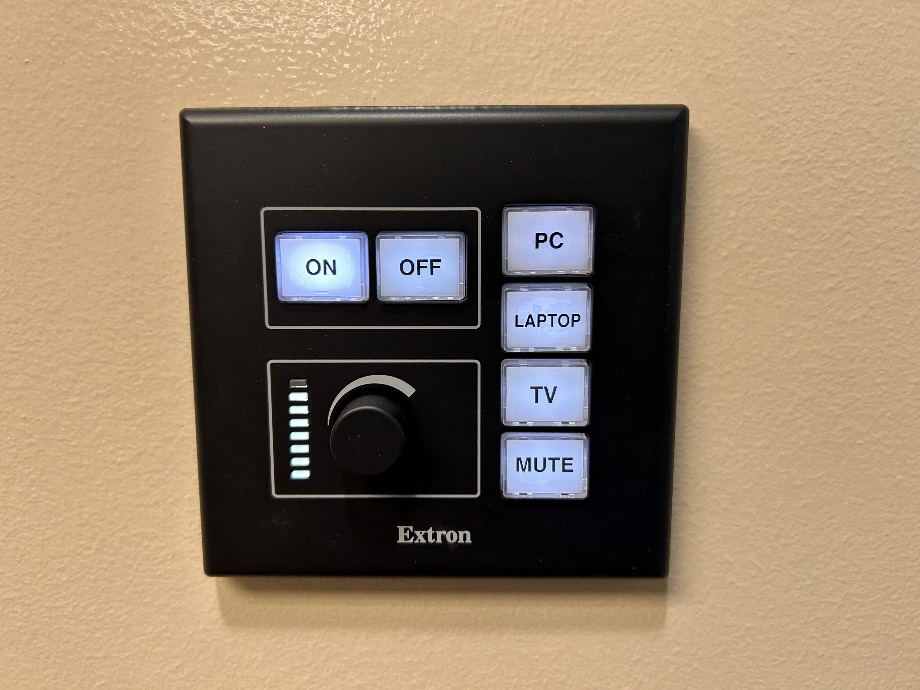 ON OFF
PC
LAPTOP
TV
MUTE
Extron